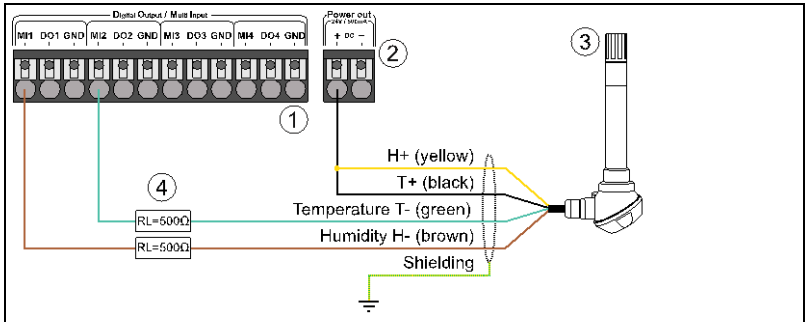 Digital Output / Multi Input
Power out
24V / 500mA
MI1 DO1 GND MI2 DO2 GND MI3 DO3 GND MI4 DO4 GND
+ DC −
1
2
3
H+ (yellow)
T+ (black)
4
RL=500Ω
Temperature T- (green)
RL=500Ω
Humidity H- (brown)
Shielding